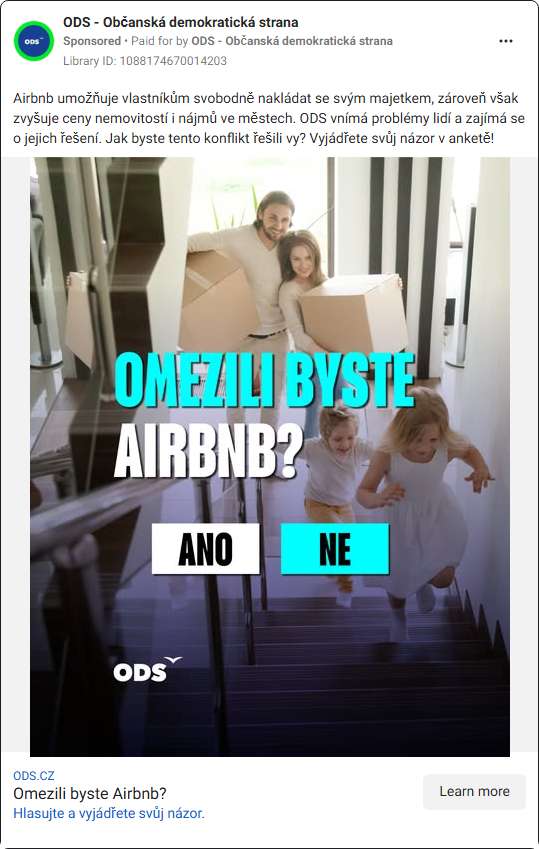 ODS - Občanská demokratická strana
Sponsored • Paid for by ODS - Občanská demokratická strana
Library ID: 1088174670014203
Airbnb umožňuje vlastníkům svobodně nakládat se svým majetkem, zároveň však
zvyšuje ceny nemovitostí i nájmů ve městech. ODS vnímá problémy lidí a zajímá se
o jejich řešení. Jak byste tento konflikt řešili vy? Vyjádřete svůj názor v anketě!
OMEZILI BYSTE
AIRBNB?
ANO NE
ODS
ODS.CZ
Omezili byste Airbnb?
Hlasujte a vyjádřete svůj názor.
Learn more